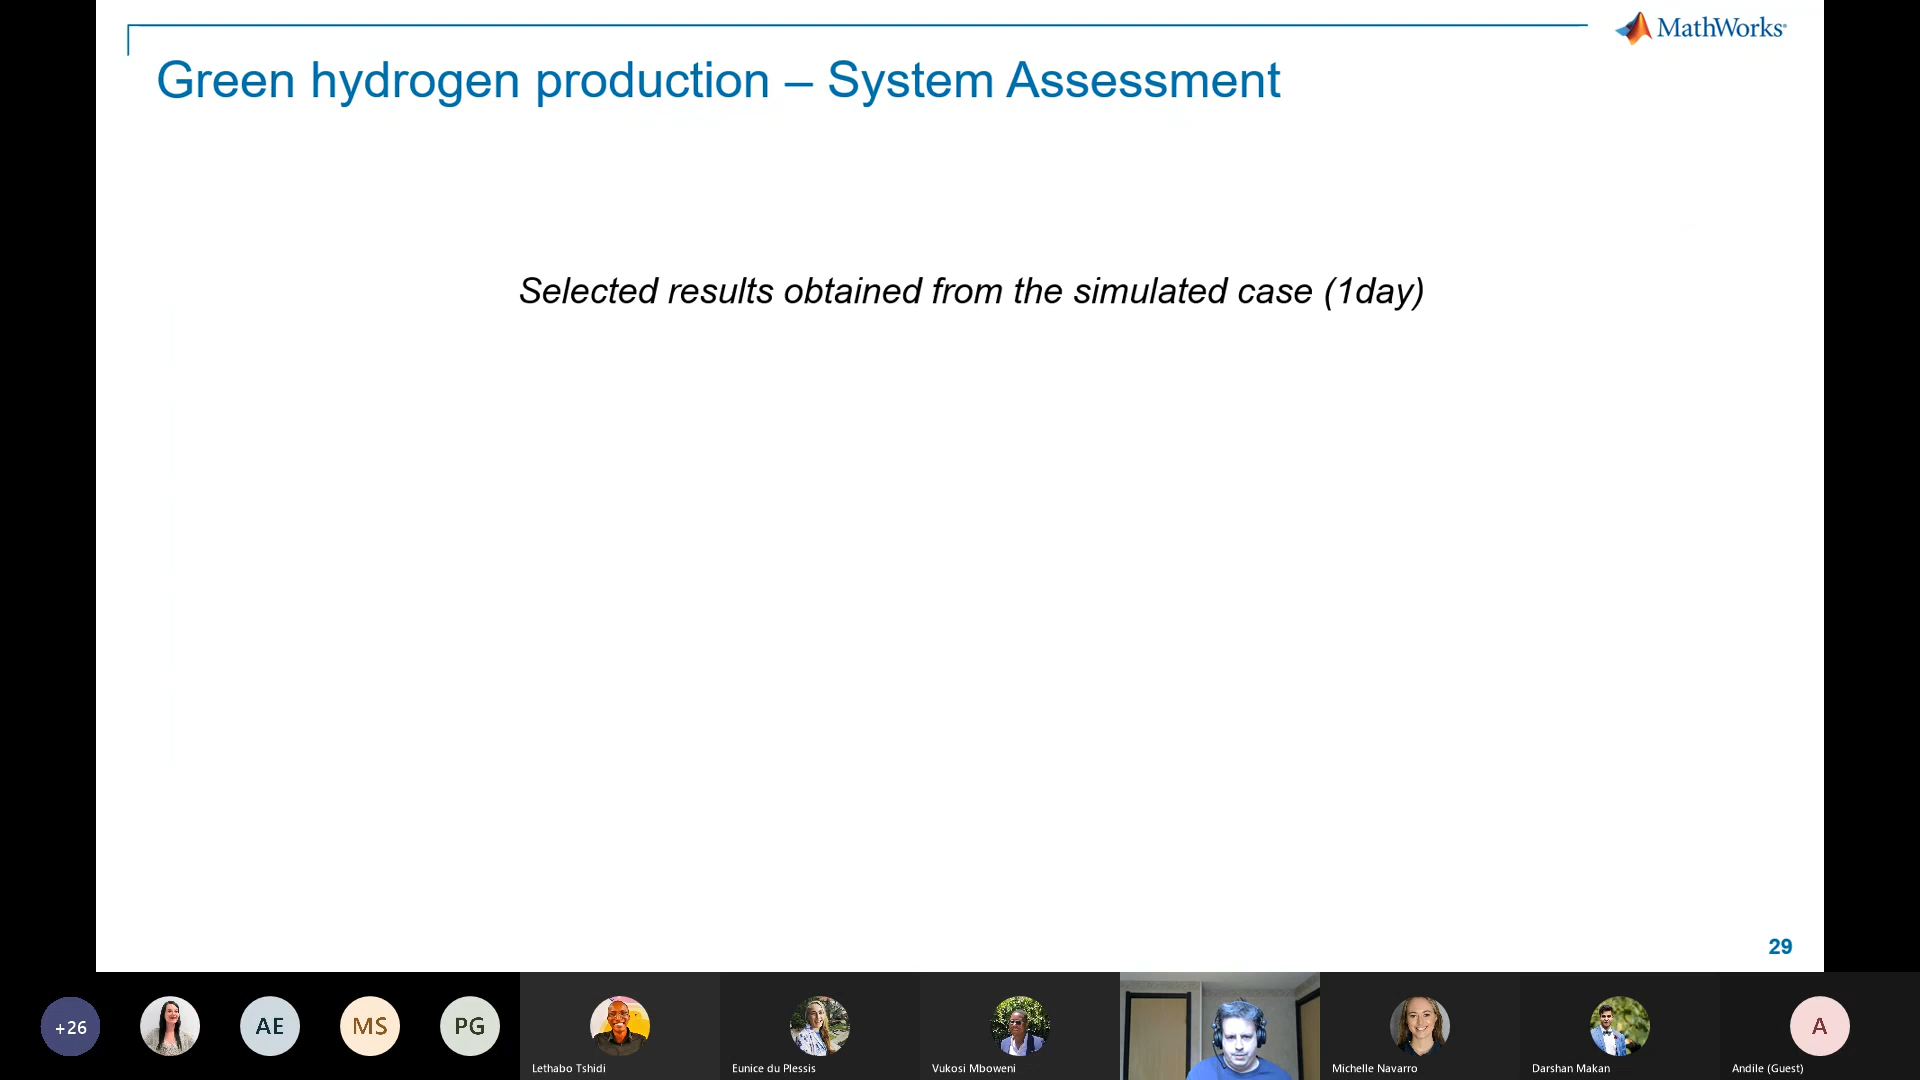 MathWorks®
Green hydrogen production – System Assessment
Selected results obtained from the simulated case (1day)
29
+26
AE
MS
PG
A
Lethabo Tshidi
Eunice du Plessis
Vukosi Mboweni
Michelle Navarro
Darshan Makan
Andile (Guest)